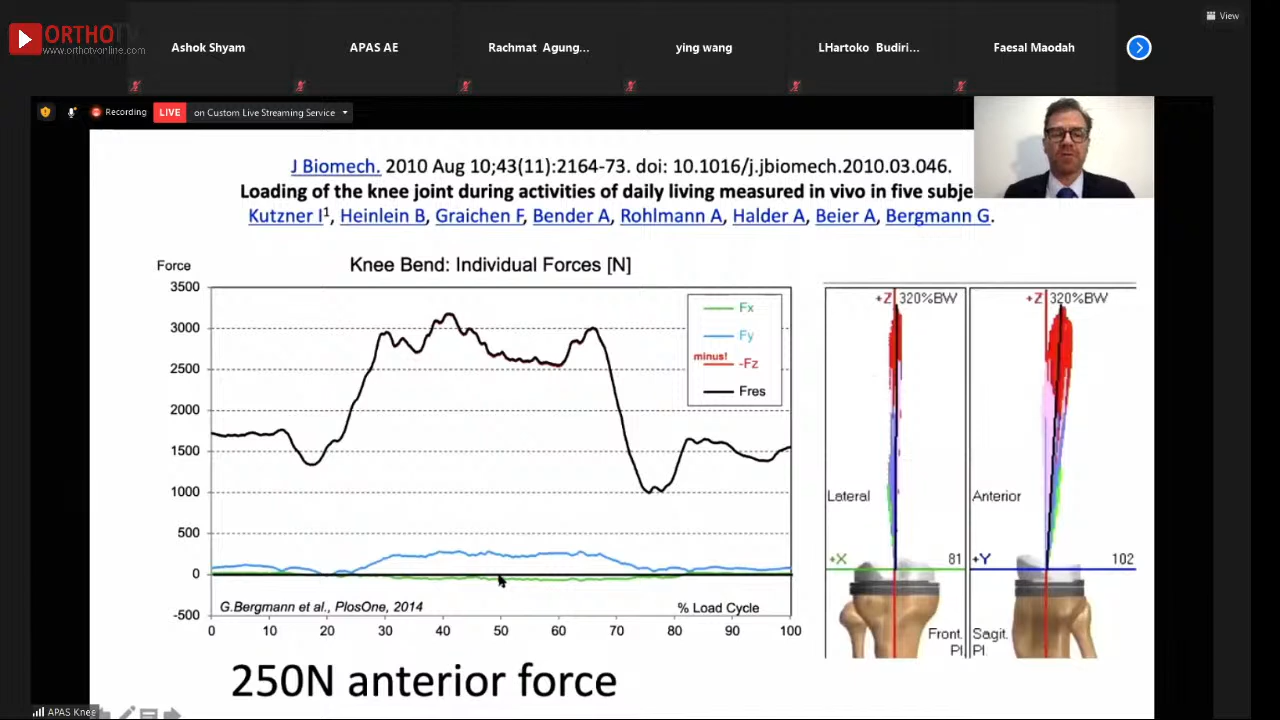 ORTHOTV
www.orthotvonline.com
Ashok Shyam
APAS AE
Rachmat Agung...
ying wang
LHartoko Budiri...
Faesal Maodah
View
Recording
LIVE
on Custom Live Streaming Service
J Biomech. 2010 Aug 10;43(11):2164-73. doi: 10.1016/j.jbiomech.2010.03.046.
Loading of the knee joint during activities of daily living measured in vivo in five subje
Kutzner I1, Heinlein B, Graichen F, Bender A, Rohlmann A, Halder A, Beier A, Bergmann G.
Force
Knee Bend: Individual Forces [N]
3500
3000
2500
2000
1500
1000
500
0
-500
Fx
Fy
minus!
-Fz
Fres
G.Bergmann et al., PlosOne, 2014
% Load Cycle
0 10 20 30 40 50 60 70 80 90 100
+Z 320%BW
Lateral
+X 81
Front.
Pl
+Z 320%BW
Anterior
+Y 102
Sagit.
Pl.
250N anterior force
APAS Knee